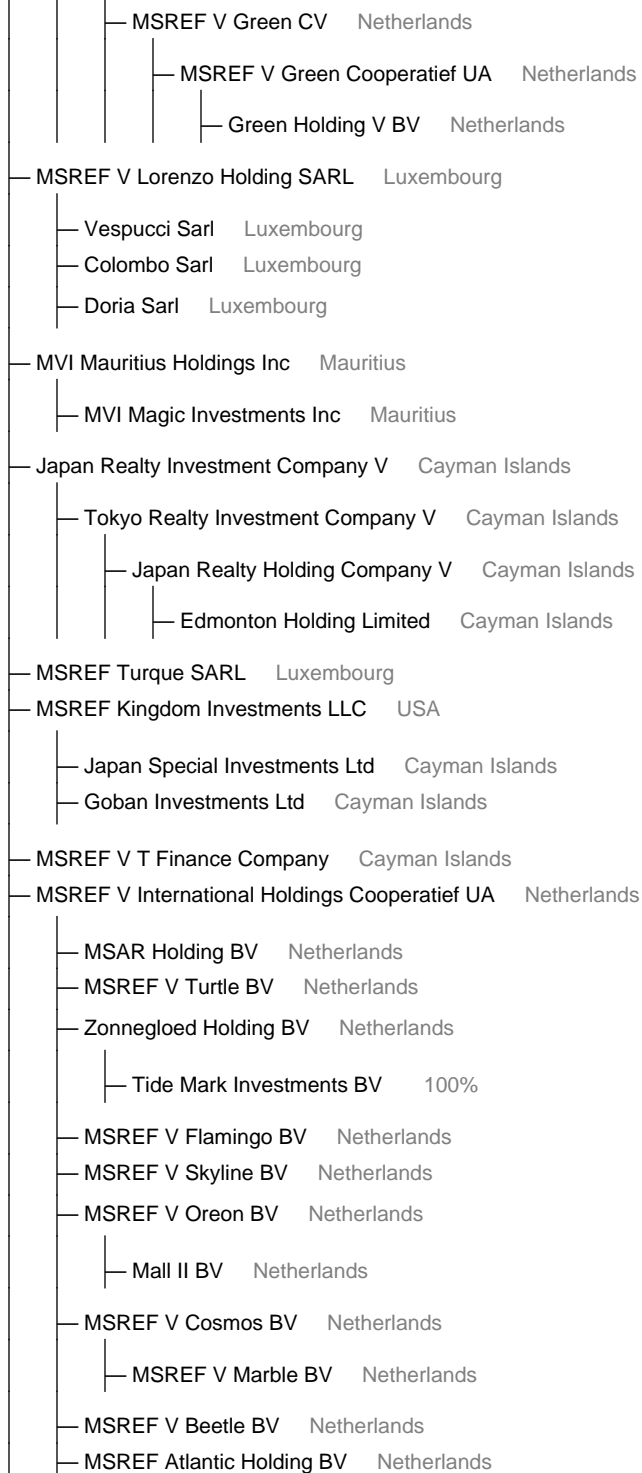 MSREF V Green CV Netherlands
MSREF V Green Cooperatief UA Netherlands
Green Holding V BV Netherlands
MSREF V Lorenzo Holding SARL Luxembourg
Vespucci Sarl Luxembourg
Colombo Sarl Luxembourg
Doria Sarl Luxembourg
MVI Mauritius Holdings Inc Mauritius
MVI Magic Investments Inc Mauritius
Japan Realty Investment Company V Cayman Islands
Tokyo Realty Investment Company V Cayman Islands
Japan Realty Holding Company V Cayman Islands
Edmonton Holding Limited Cayman Islands
MSREF Turque SARL Luxembourg
MSREF Kingdom Investments LLC USA
Japan Special Investments Ltd Cayman Islands
Goban Investments Ltd Cayman Islands
MSREF V T Finance Company Cayman Islands
MSREF V International Holdings Cooperatief UA Netherlands
MSAR Holding BV Netherlands
MSREF V Turtle BV Netherlands
Zonnegloed Holding BV Netherlands
Tide Mark Investments BV 100%
MSREF V Flamingo BV Netherlands
MSREF V Skyline BV Netherlands
MSREF V Oreon BV Netherlands
Mall II BV Netherlands
MSREF V Cosmos BV Netherlands
MSREF V Marble BV Netherlands
MSREF V Beetle BV Netherlands
MSREF Atlantic Holding BV Netherlands